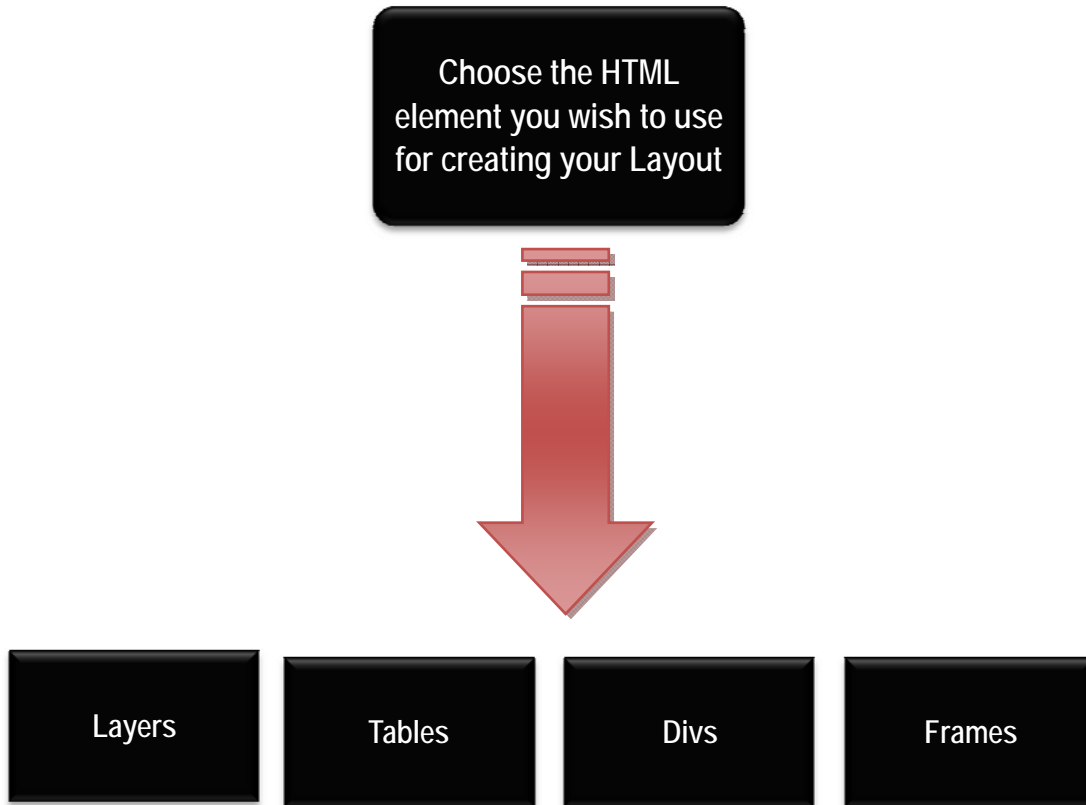 Choose the HTML
element you wish to use
for creating your Layout
Layers
Tables
Divs
Frames